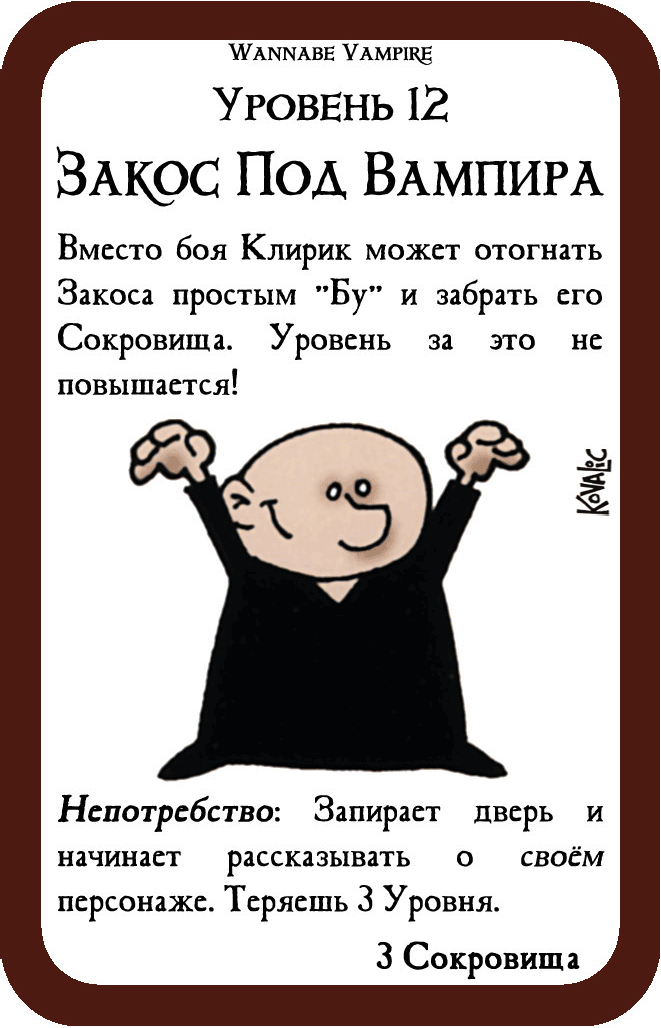 Wannabe Vampire
Уровень 12
Закос Под Вампира
Вместо боя Клирик может отогнать
Закоса простым "Бу" и забрать его
Сокровища. Уровень за это не
повышается!
Kovalic
Непотребство: Запирает дверь и
начинает рассказывать о своём
персонаже. Теряешь 3 Уровня.
3 Сокровища